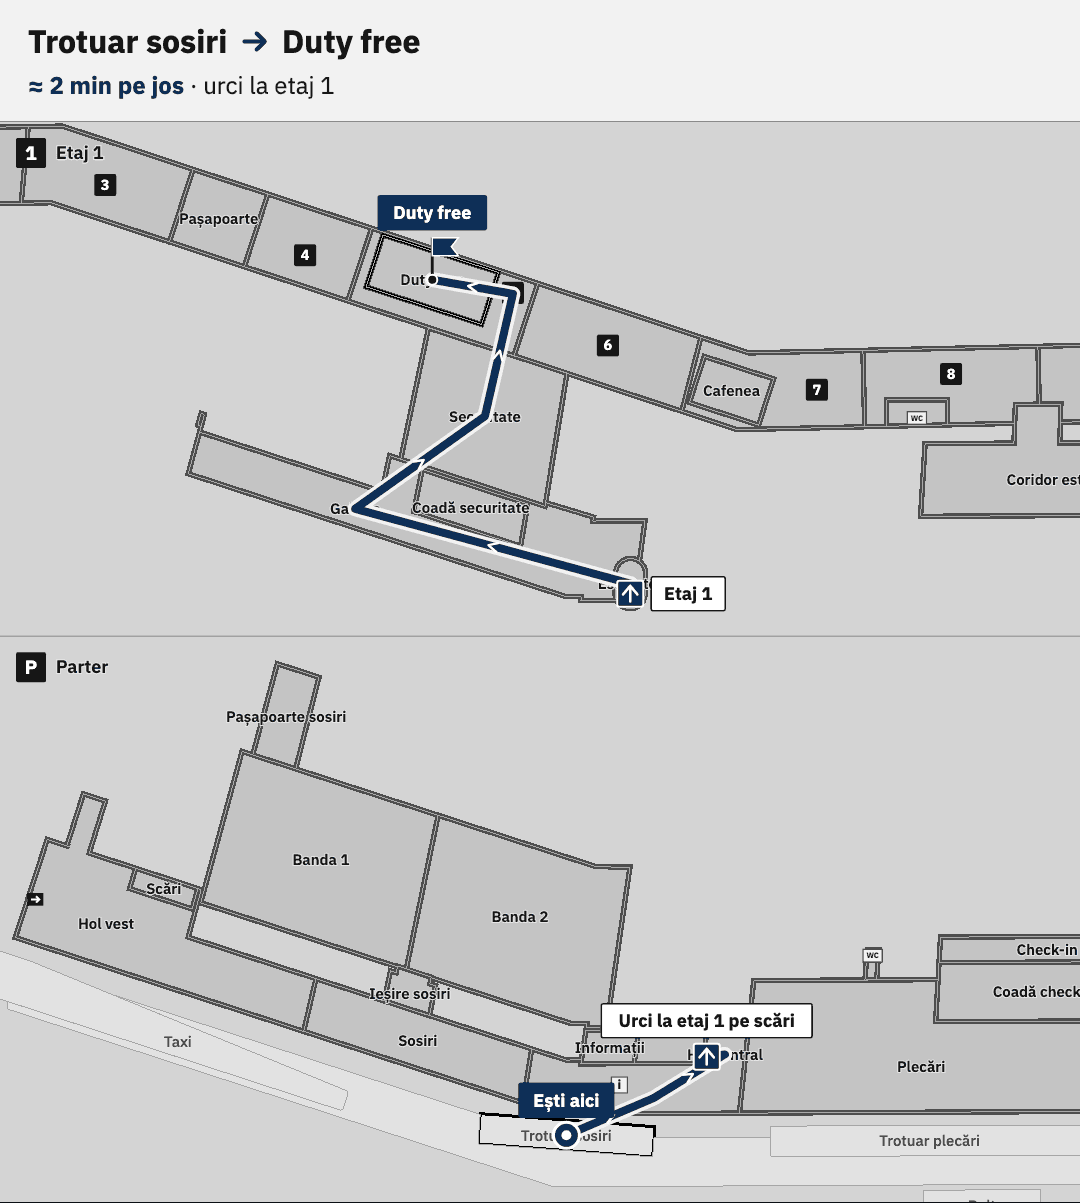 Trotuar sosiri → Duty free
≈ 2 min pe jos · urci la etaj 1
1 Etaj 1
3
Pașapoarte
4
Duty free
6
Cafenea
7
8
WC
Coridor est
Coadă securitate
Etaj 1
P Parter
Pașapoarte sosiri
Banda 1
Banda 2
Scări
Hol vest
Ieșire sosiri
Sosiri
Taxi
Informații
Urci la etaj 1 pe scări
WC
Check-in
Coadă check
Plecări
i
Ești aici
Trotuar plecări